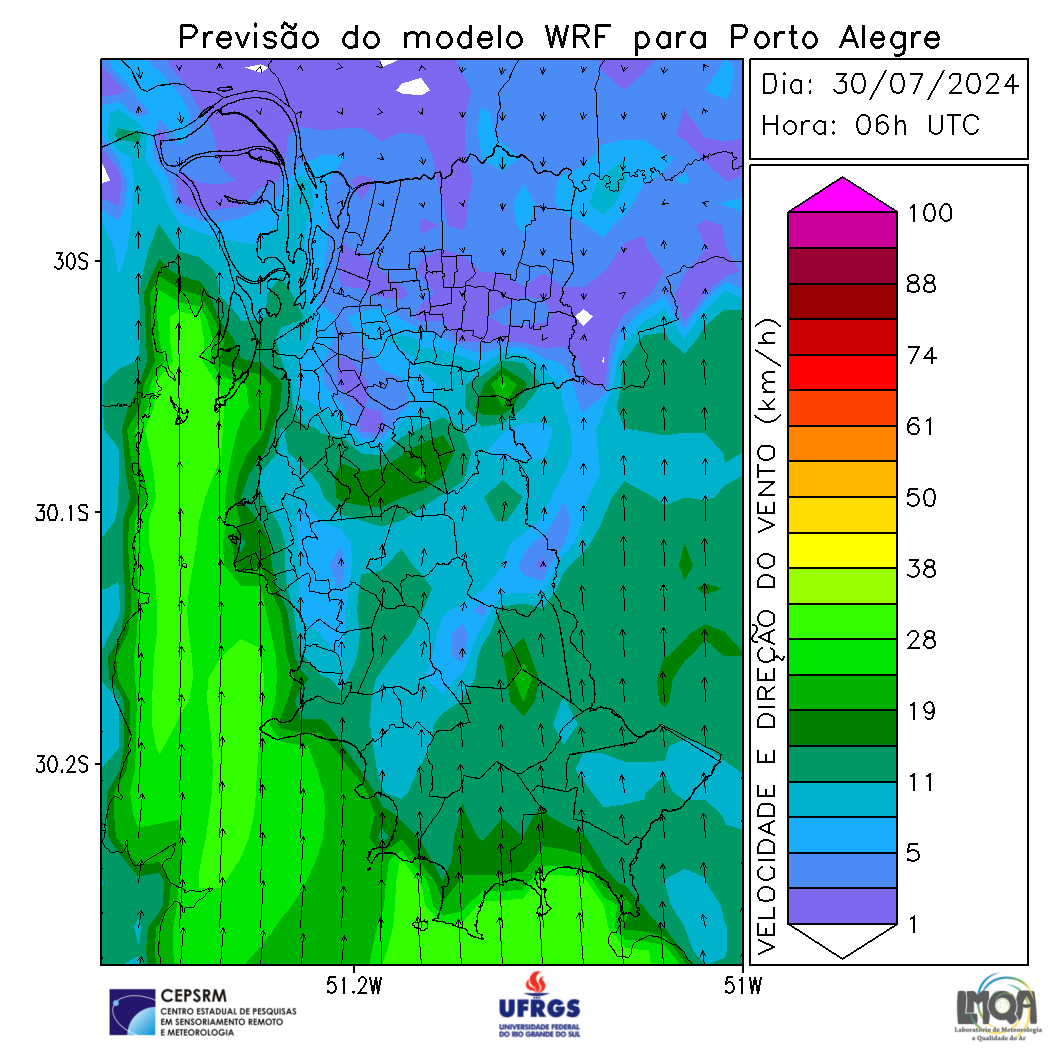 Previsão do modelo WRF para Porto Alegre
Dia: 30/07/2024
Hora: 06h UTC
30S
30.1S
30.2S
51.2W
51W
VELOCIDADE E DIREÇÃO DO VENTO (km/h)
100
88
74
61
50
38
28
19
11
5
1
CEPSRM
CENTRO ESTADUAL DE PESQUISAS
EM SENSORIAMENTO REMOTO
E METEOROLOGIA
UFRGS
UNIVERSIDADE FEDERAL
DO RIO GRANDE DO SUL
LMQA
Laboratório de Meteorologia
e Qualidade do Ar